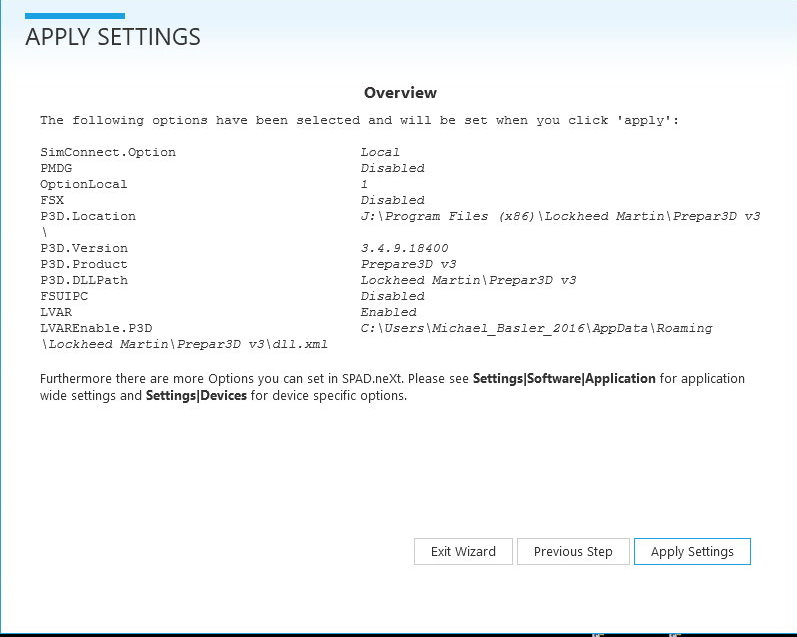 APPLY SETTINGS
Overview
The following options have been selected and will be set when you click 'apply':
SimConnect.Option Local
PMDG Disabled
OptionLocal 1
FSX Disabled
P3D.Location J:\Program Files (x86)\Lockheed Martin\Prepar3D v3
\
P3D.Version 3.4.9.18400
P3D.Product Prepare3D v3
P3D.DLLPath Lockheed Martin\Prepar3D v3
FSUIPC Disabled
LVAR Enabled
LVAREnable.P3D C:\Users\Michael_Basler_2016\AppData\Roaming
\Lockheed Martin\Prepar3D v3\dll.xml
Furthermore there are more Options you can set in SPAD.neXt. Please see Settings|Software|Application for application
wide settings and Settings|Devices for device specific options.
Exit Wizard Previous Step Apply Settings